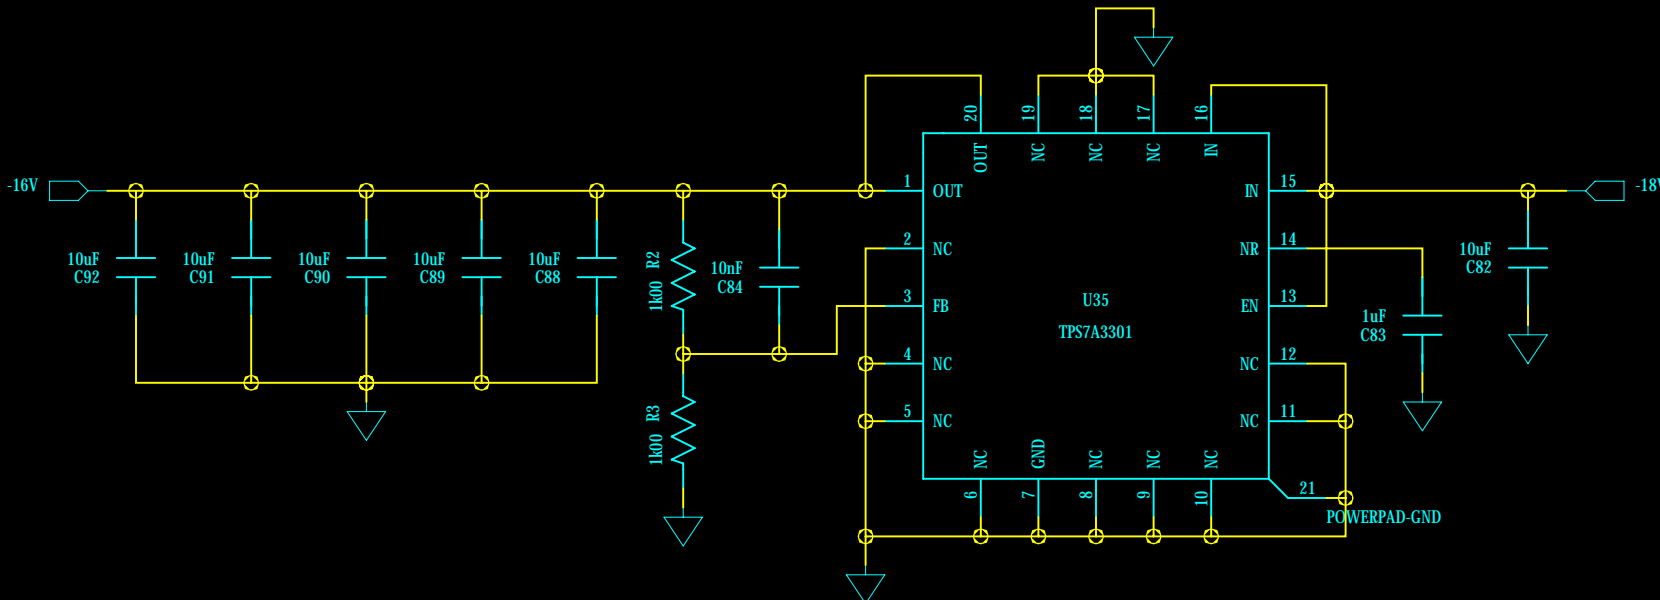 20
19
18
17
16
OUT
NC
NC
NC
IN
-16V
1
OUT
IN
15
2
NC
NR
14
10uF
C92
10uF
C91
10uF
C90
10uF
C89
10uF
C88
1k00 R2
10nF
C84
3
FB
EN
13
U35
TPS7A3301
10uF
C82
1uF
C83
4
NC
NC
12
5
NC
NC
11
1k00 R3
NC
GND
NC
NC
NC
6
7
8
9
10
21
POWERPAD-GND